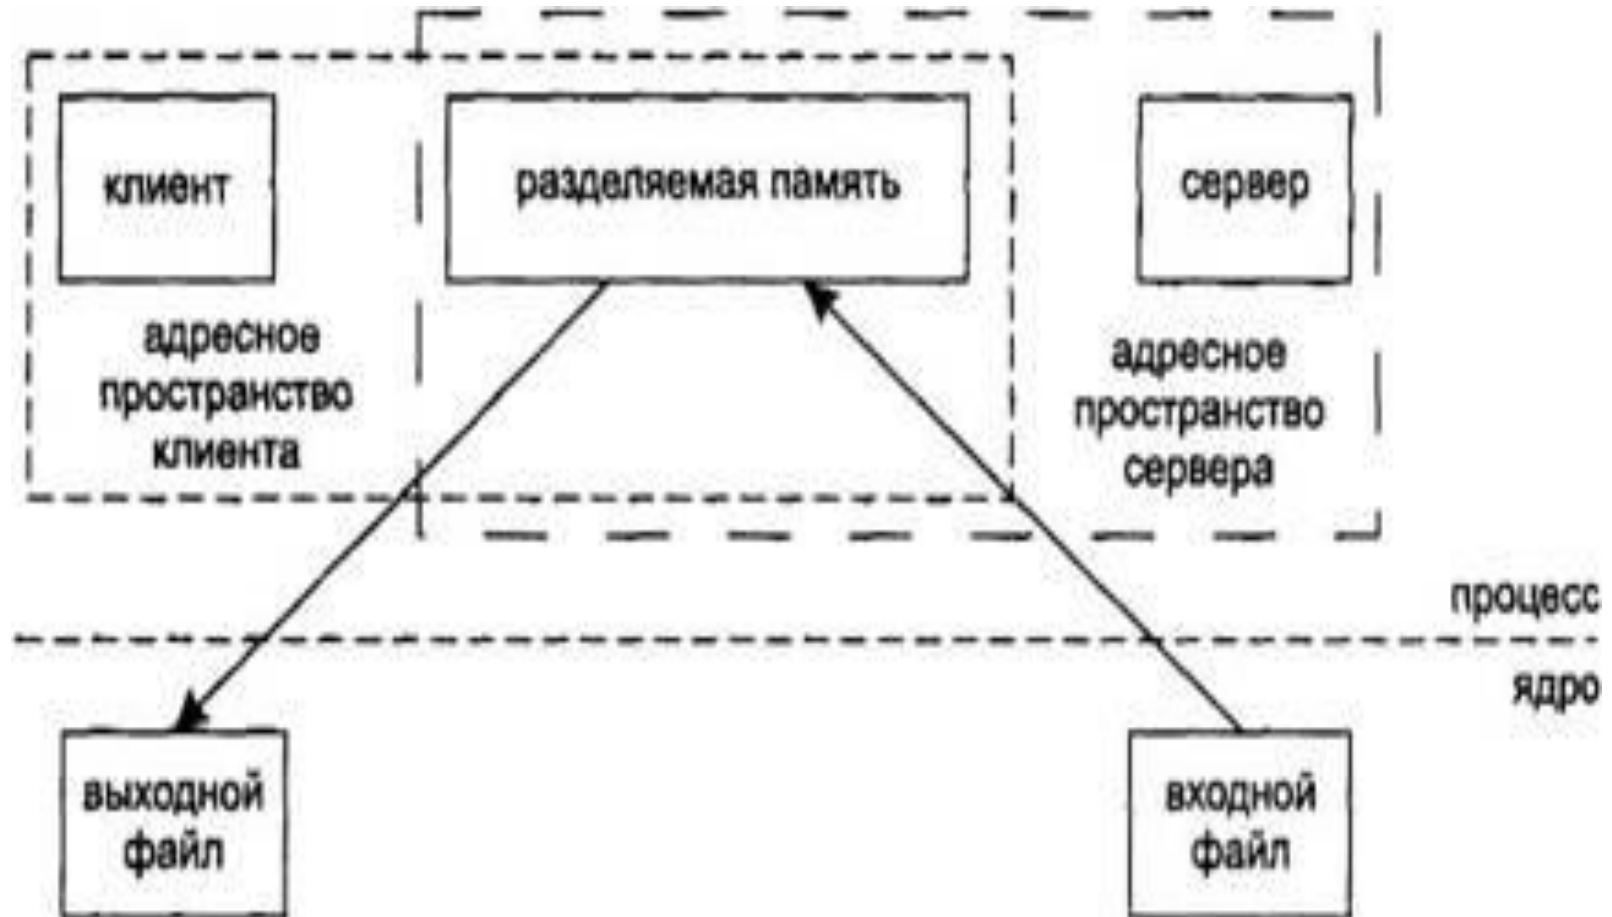 клиент
разделяемая память
сервер
адресное
пространство
клиента
адресное
пространство
сервера
процесс
ядро
выходной
файл
входной
файл